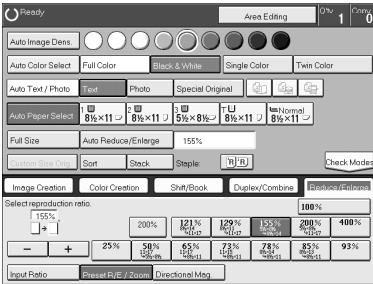 Ready
Area Editing
Qty 1
Copy 0
Auto Image Dens.
Auto Color Select Full Color Black & White Single Color Twin Color
Auto Text / Photo Text Photo Special Original
Auto Paper Select 1 8½×11 2 8½×11 3 5½×8½ T 8½×11 Normal 8½×11
Full Size Auto Reduce/Enlarge 155%
Custom Size Orig. Sort Stack Staple: R R Check Modes
Image Creation Color Creation Shift/Book Duplex/Combine Reduce/Enlarge
Select reproduction ratio. 100%
155%
200% 121% 129% 155% 200% 400%
− + 25% 50% 65% 73% 78% 85% 93%
Input Ratio Preset R/E / Zoom Directional Mag.